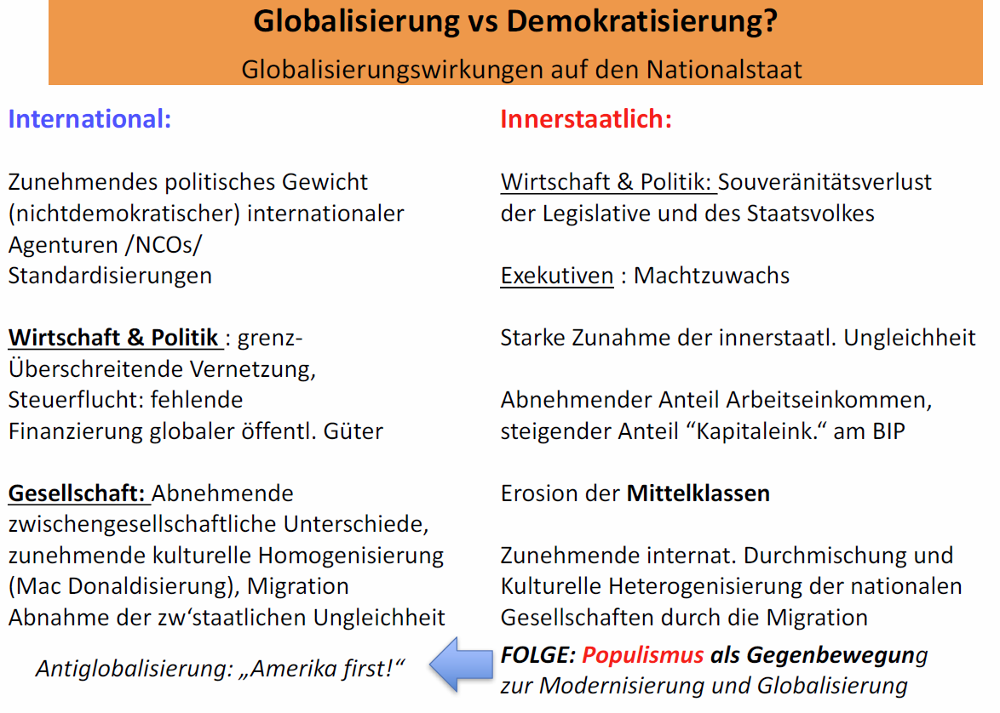 Globalisierung vs Demokratisierung?
Globalisierungswirkungen auf den Nationalstaat
International:
Zunehmendes politisches Gewicht
(nichtdemokratischer) internationaler
Agenturen /NCOs/
Standardisierungen
Wirtschaft & Politik : grenz-
Überschreitende Vernetzung,
Steuerflucht: fehlende
Finanzierung globaler öffentl. Güter
Gesellschaft: Abnehmende
zwischengesellschaftliche Unterschiede,
zunehmende kulturelle Homogenisierung
(Mac Donaldisierung), Migration
Abnahme der zw‘staatlichen Ungleichheit
Antiglobalisierung: „Amerika first!“
Innerstaatlich:
Wirtschaft & Politik: Souveränitätsverlust
der Legislative und des Staatsvolkes
Exekutiven : Machtzuwachs
Starke Zunahme der innerstaatl. Ungleichheit
Abnehmender Anteil Arbeitseinkommen,
steigender Anteil “Kapitaleink.“ am BIP
Erosion der Mittelklassen
Zunehmende internat. Durchmischung und
Kulturelle Heterogenisierung der nationalen
Gesellschaften durch die Migration
FOLGE: Populismus als Gegenbewegung
zur Modernisierung und Globalisierung